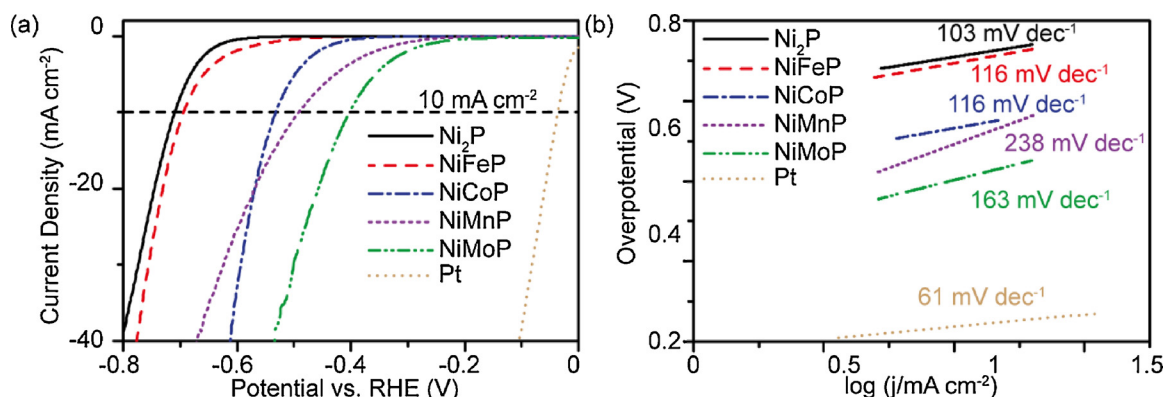 (a)
0
-20
-40
Current Density (mA cm⁻²)
10 mA cm⁻²
Ni₂P
NiFeP
NiCoP
NiMnP
NiMoP
Pt
-0.8
-0.6
-0.4
-0.2
0
Potential vs. RHE (V)
(b)
0.8
0.6
0.4
0.2
Overpotential (V)
Ni₂P
NiFeP
NiCoP
NiMnP
NiMoP
Pt
103 mV dec⁻¹
116 mV dec⁻¹
116 mV dec⁻¹
238 mV dec⁻¹
163 mV dec⁻¹
61 mV dec⁻¹
0
0.5
1
1.5
log (j/mA cm⁻²)